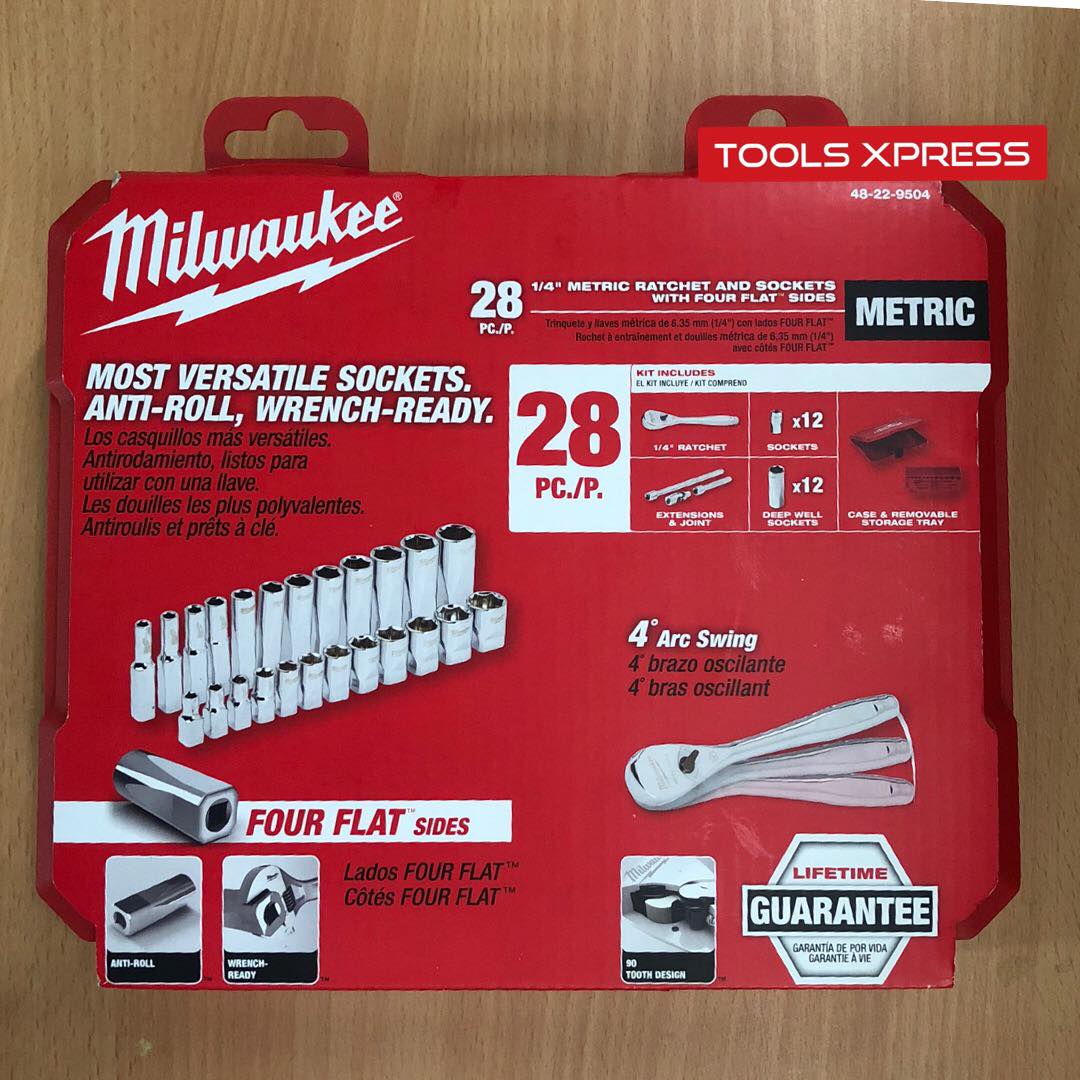 TOOLS XPRESS
48-22-9504
Milwaukee®
28
PC./P.
1/4" METRIC RATCHET AND SOCKETS
WITH FOUR FLAT™ SIDES
Trinquete y llaves métrica de 6.35 mm (1/4") con lados FOUR FLAT™
Rochet à entraînement et douilles métrica de 6,35 mm (1/4")
avec côtés FOUR FLAT™
METRIC
MOST VERSATILE SOCKETS.
ANTI-ROLL, WRENCH-READY.
Los casquillos más versátiles.
Antirodamiento, listos para
utilizar con una llave.
Les douilles les plus polyvalentes.
Antiroulis et prêts à clé.
28
PC./P.
KIT INCLUDES
EL KIT INCLUYE / KIT COMPREND
1/4" RATCHET
x12
SOCKETS
EXTENSIONS
& JOINT
x12
DEEP WELL
SOCKETS
CASE & REMOVABLE
STORAGE TRAY
4° Arc Swing
4° brazo oscilante
4° bras oscillant
FOUR FLAT™ SIDES
Lados FOUR FLAT™
Côtés FOUR FLAT™
ANTI-ROLL
™
WRENCH-
READY
™
Milwaukee
90
TOOTH DESIGN
™
LIFETIME
GUARANTEE
GARANTÍA DE POR VIDA
GARANTIE À VIE